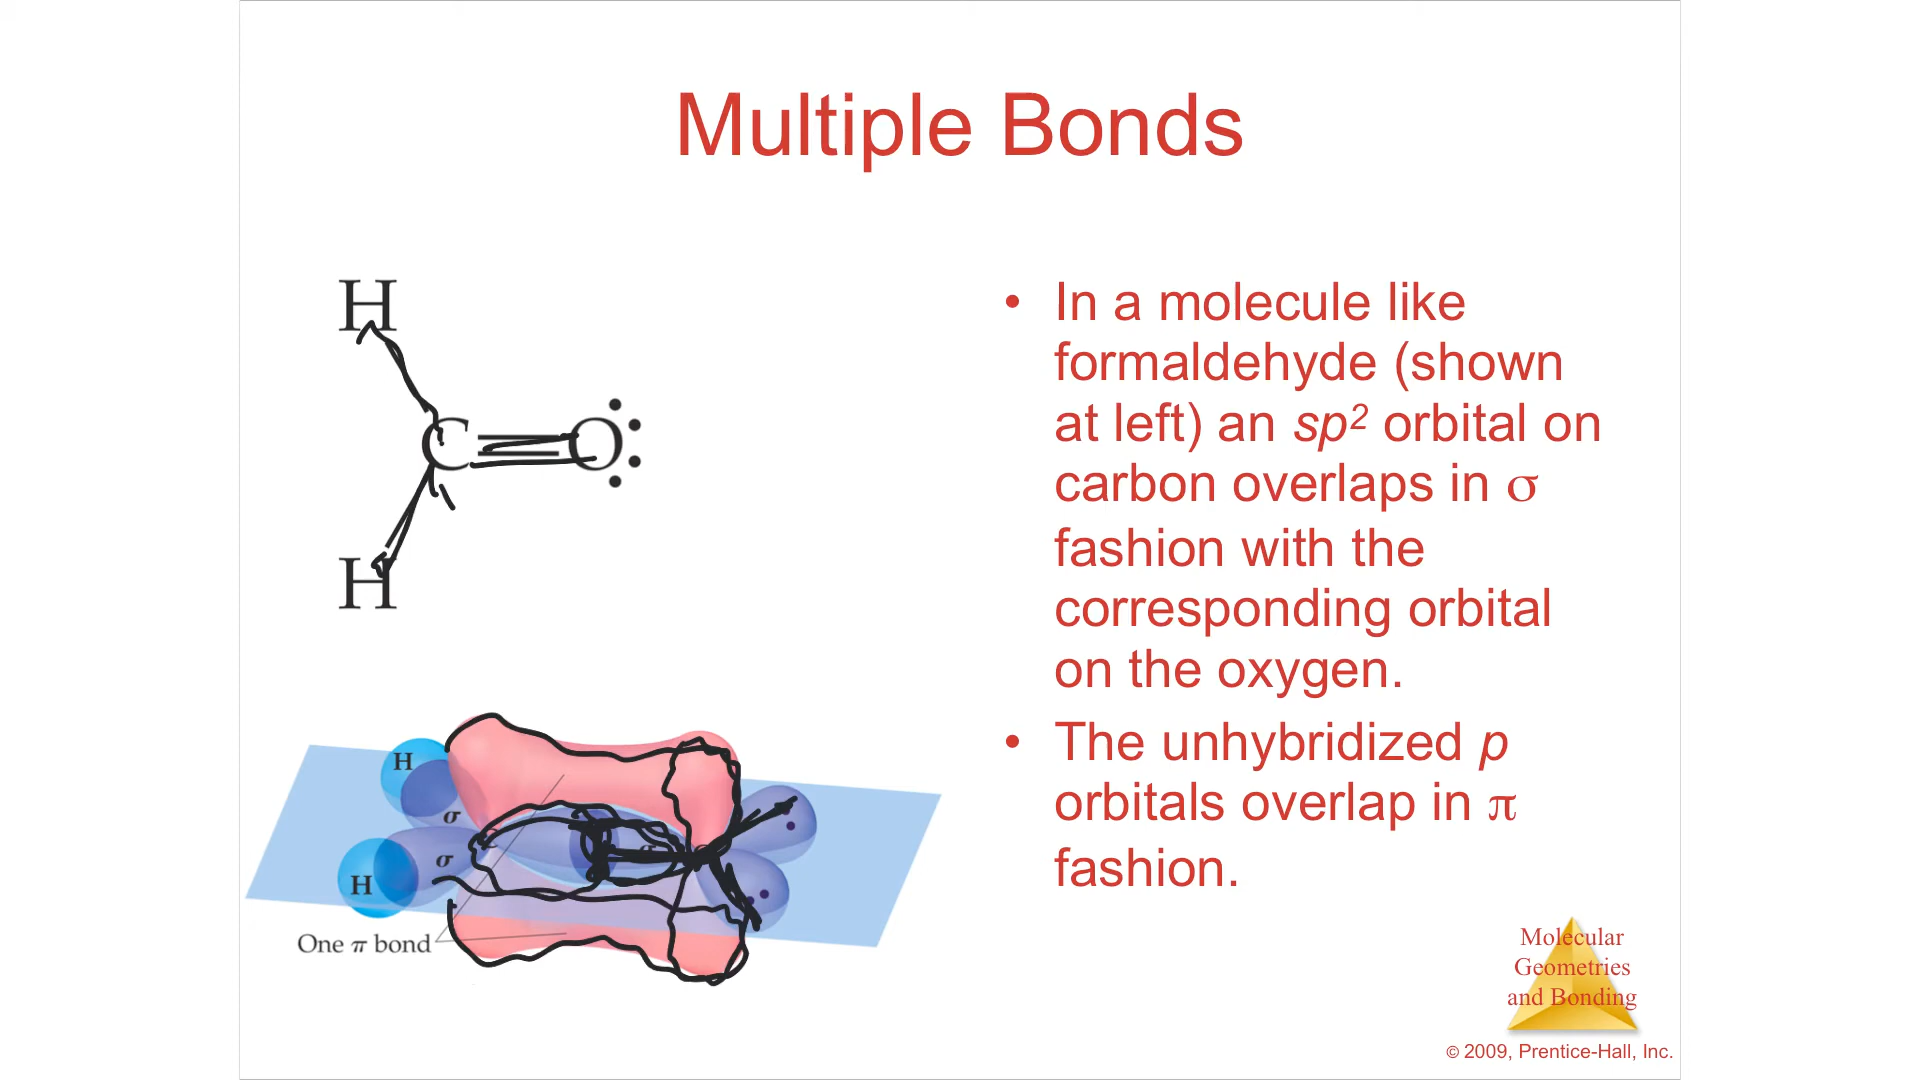 Multiple Bonds
H
C O
H
• In a molecule like
formaldehyde (shown
at left) an sp² orbital on
carbon overlaps in σ
fashion with the
corresponding orbital
on the oxygen.
• The unhybridized p
orbitals overlap in π
fashion.
H
σ
σ
H
One π bond
Molecular
Geometries
and Bonding
© 2009, Prentice-Hall, Inc.